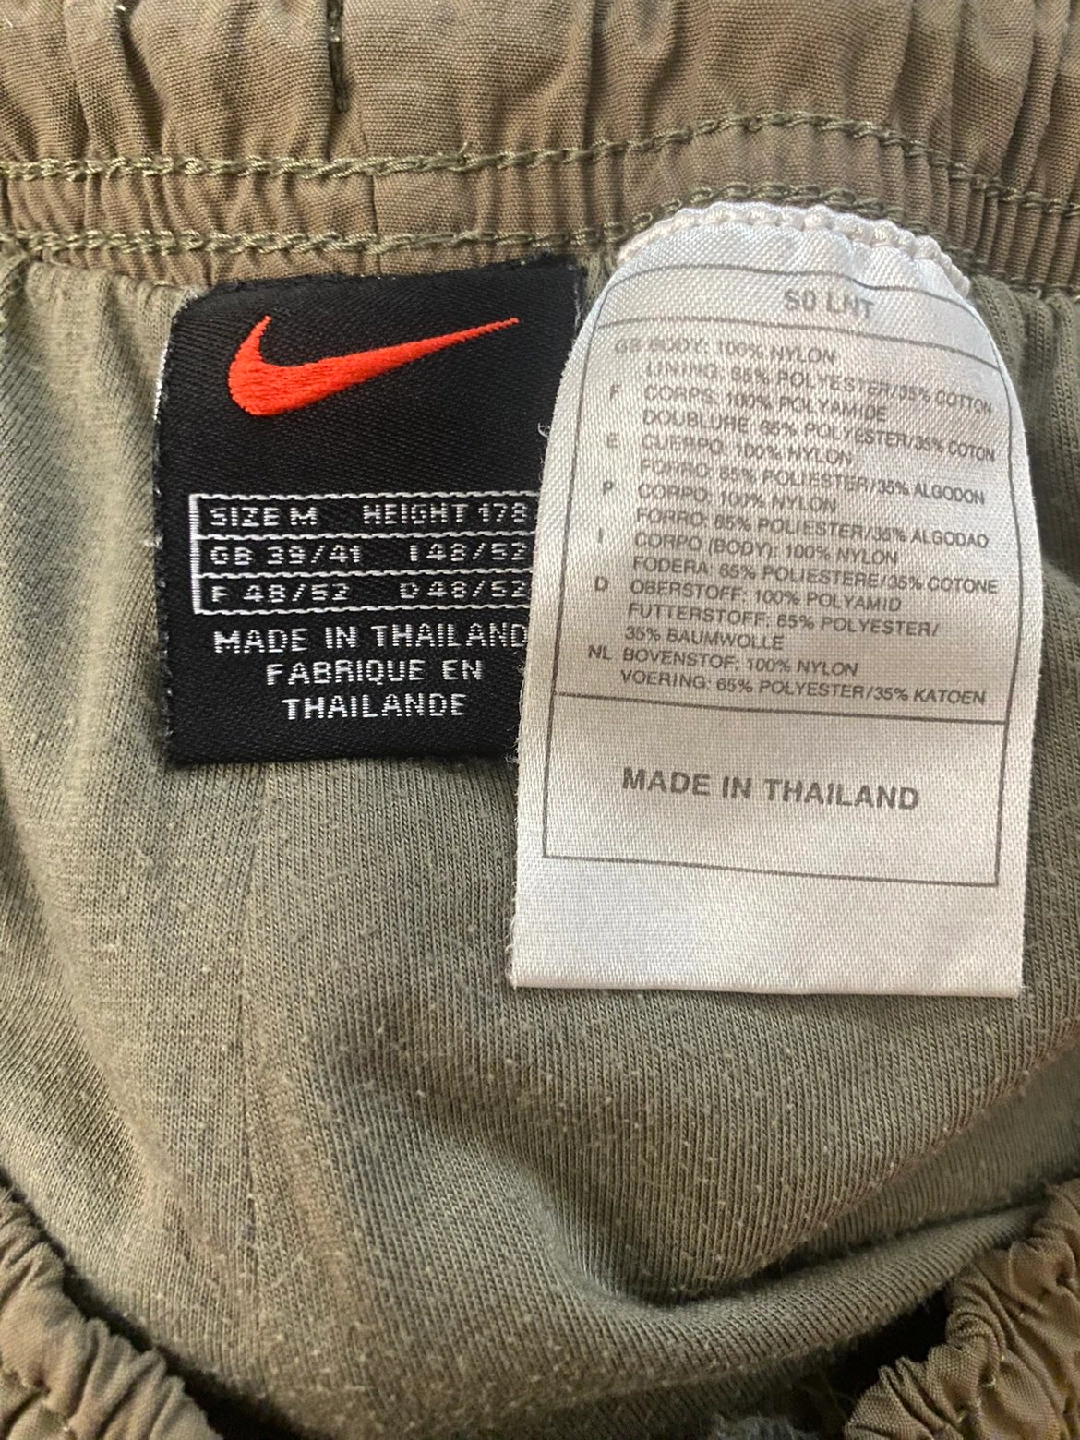 SIZE M HEIGHT 178
GB 39/41 I 48/52
F 48/52 D 48/52
MADE IN THAILAND
FABRIQUE EN
THAILANDE
SO LNT
GB BODY: 100% NYLON
LINING: 65% POLYESTER/35% COTTON
F CORPS: 100% POLYAMIDE
DOUBLURE: 65% POLYESTER/35% COTON
E CUERPO: 100% NYLON
FORRO: 65% POLIESTER/35% ALGODON
P CORPO: 100% NYLON
FORRO: 65% POLIESTER/35% ALGODAO
I CORPO (BODY): 100% NYLON
FODERA: 65% POLIESTERE/35% COTONE
D OBERSTOFF: 100% POLYAMID
FUTTERSTOFF: 65% POLYESTER/
35% BAUMWOLLE
NL BOVENSTOF: 100% NYLON
VOERING: 65% POLYESTER/35% KATOEN
MADE IN THAILAND